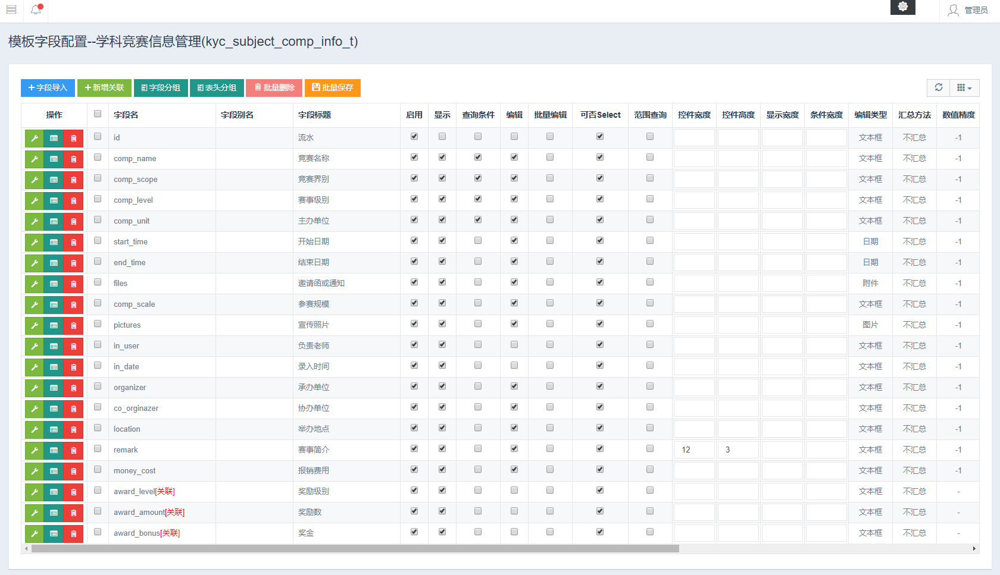 管理员
模板字段配置--学科竞赛信息管理(kyc_subject_comp_info_t)
字段导入 新增关联 字段分组 表头分组 批量删除 批量保存
操作 字段名 字段别名 字段标题 启用 显示 查询条件 编辑 批量编辑 可否Select 范围查询 控件宽度 控件高度 显示宽度 条件宽度 编辑类型 汇总方法 数值精度
id 流水 文本框 不汇总 -1
comp_name 竞赛名称 文本框 不汇总 -1
comp_scope 竞赛界别 文本框 不汇总 -1
comp_level 赛事级别 文本框 不汇总 -1
comp_unit 主办单位 文本框 不汇总 -1
start_time 开始日期 日期 不汇总 -1
end_time 结束日期 日期 不汇总 -1
files 邀请函或通知 附件 不汇总 -1
comp_scale 参赛规模 文本框 不汇总 -1
pictures 宣传照片 图片 不汇总 -1
in_user 负责老师 文本框 不汇总 -1
in_date 录入时间 文本框 不汇总 -1
organizer 承办单位 文本框 不汇总 -1
co_orginazer 协办单位 文本框 不汇总 -1
location 举办地点 文本框 不汇总 -1
remark 赛事简介 12 3 文本框 不汇总 -1
money_cost 报销费用 文本框 不汇总 -1
award_level[关联] 奖励级别 文本框 不汇总 -
award_amount[关联] 奖励数 文本框 不汇总 -
award_bonus[关联] 奖金 文本框 不汇总 -